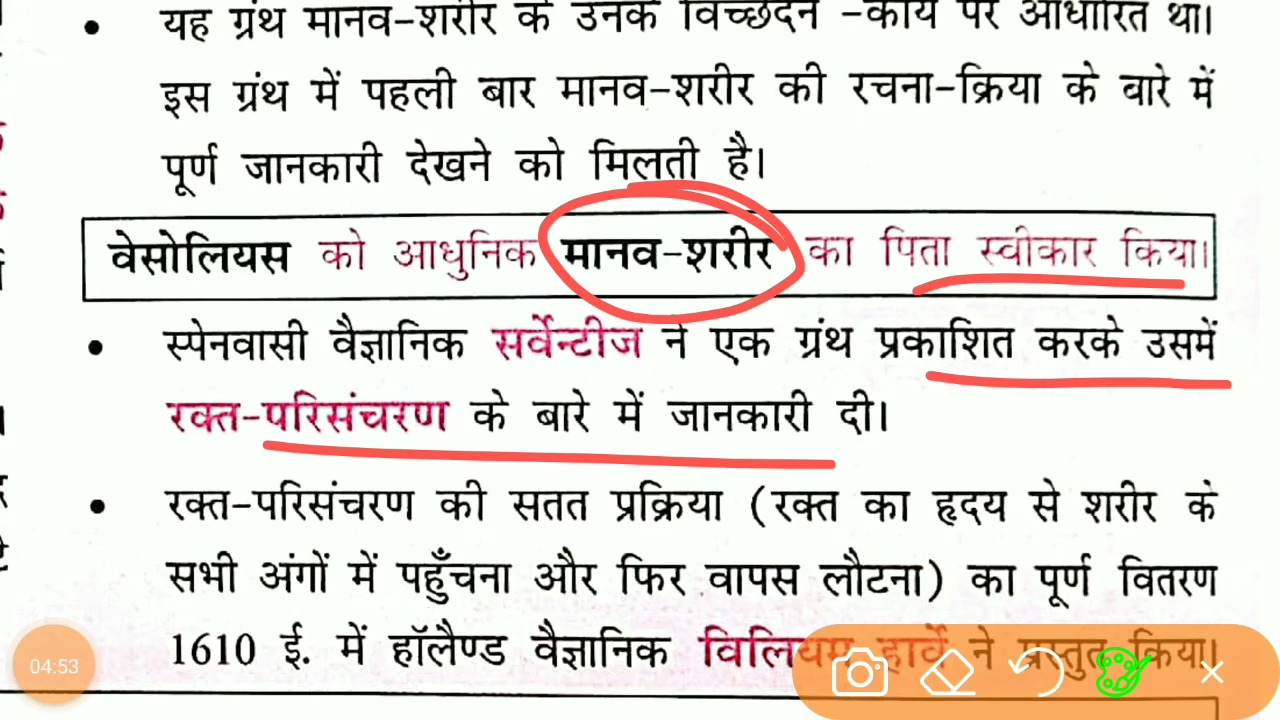 यह ग्रंथ मानव-शरीर के उनके विच्छेदन -कार्य पर आधारित था।
इस ग्रंथ में पहली बार मानव-शरीर की रचना-क्रिया के बारे में
पूर्ण जानकारी देखने को मिलती है।
वेसोलियस को आधुनिक मानव-शरीर का पिता स्वीकार किया।
स्पेनवासी वैज्ञानिक सर्वेन्टीज ने एक ग्रंथ प्रकाशित करके उसमें
रक्त-परिसंचरण के बारे में जानकारी दी।
रक्त-परिसंचरण की सतत प्रक्रिया (रक्त का हृदय से शरीर के
सभी अंगों में पहुँचना और फिर वापस लौटना) का पूर्ण वितरण
1610 ई. में हॉलैण्ड वैज्ञानिक विलियम हार्वे ने प्रस्तुत किया।
04:53